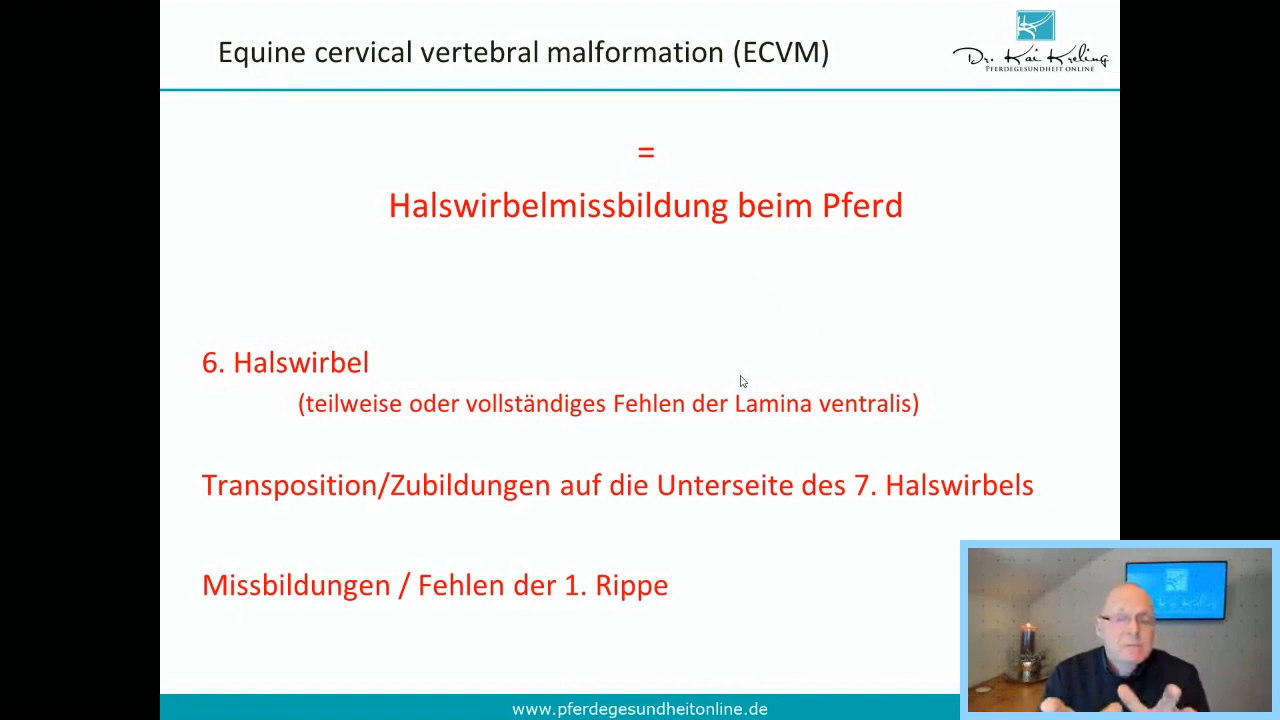 Equine cervical vertebral malformation (ECVM)
Dr. Kai Kreling
PFERDEGESUNDHEIT ONLINE
=
Halswirbelmissbildung beim Pferd
6. Halswirbel
(teilweise oder vollständiges Fehlen der Lamina ventralis)
Transposition/Zubildungen auf die Unterseite des 7. Halswirbels
Missbildungen / Fehlen der 1. Rippe
www.pferdegesundheitonline.de